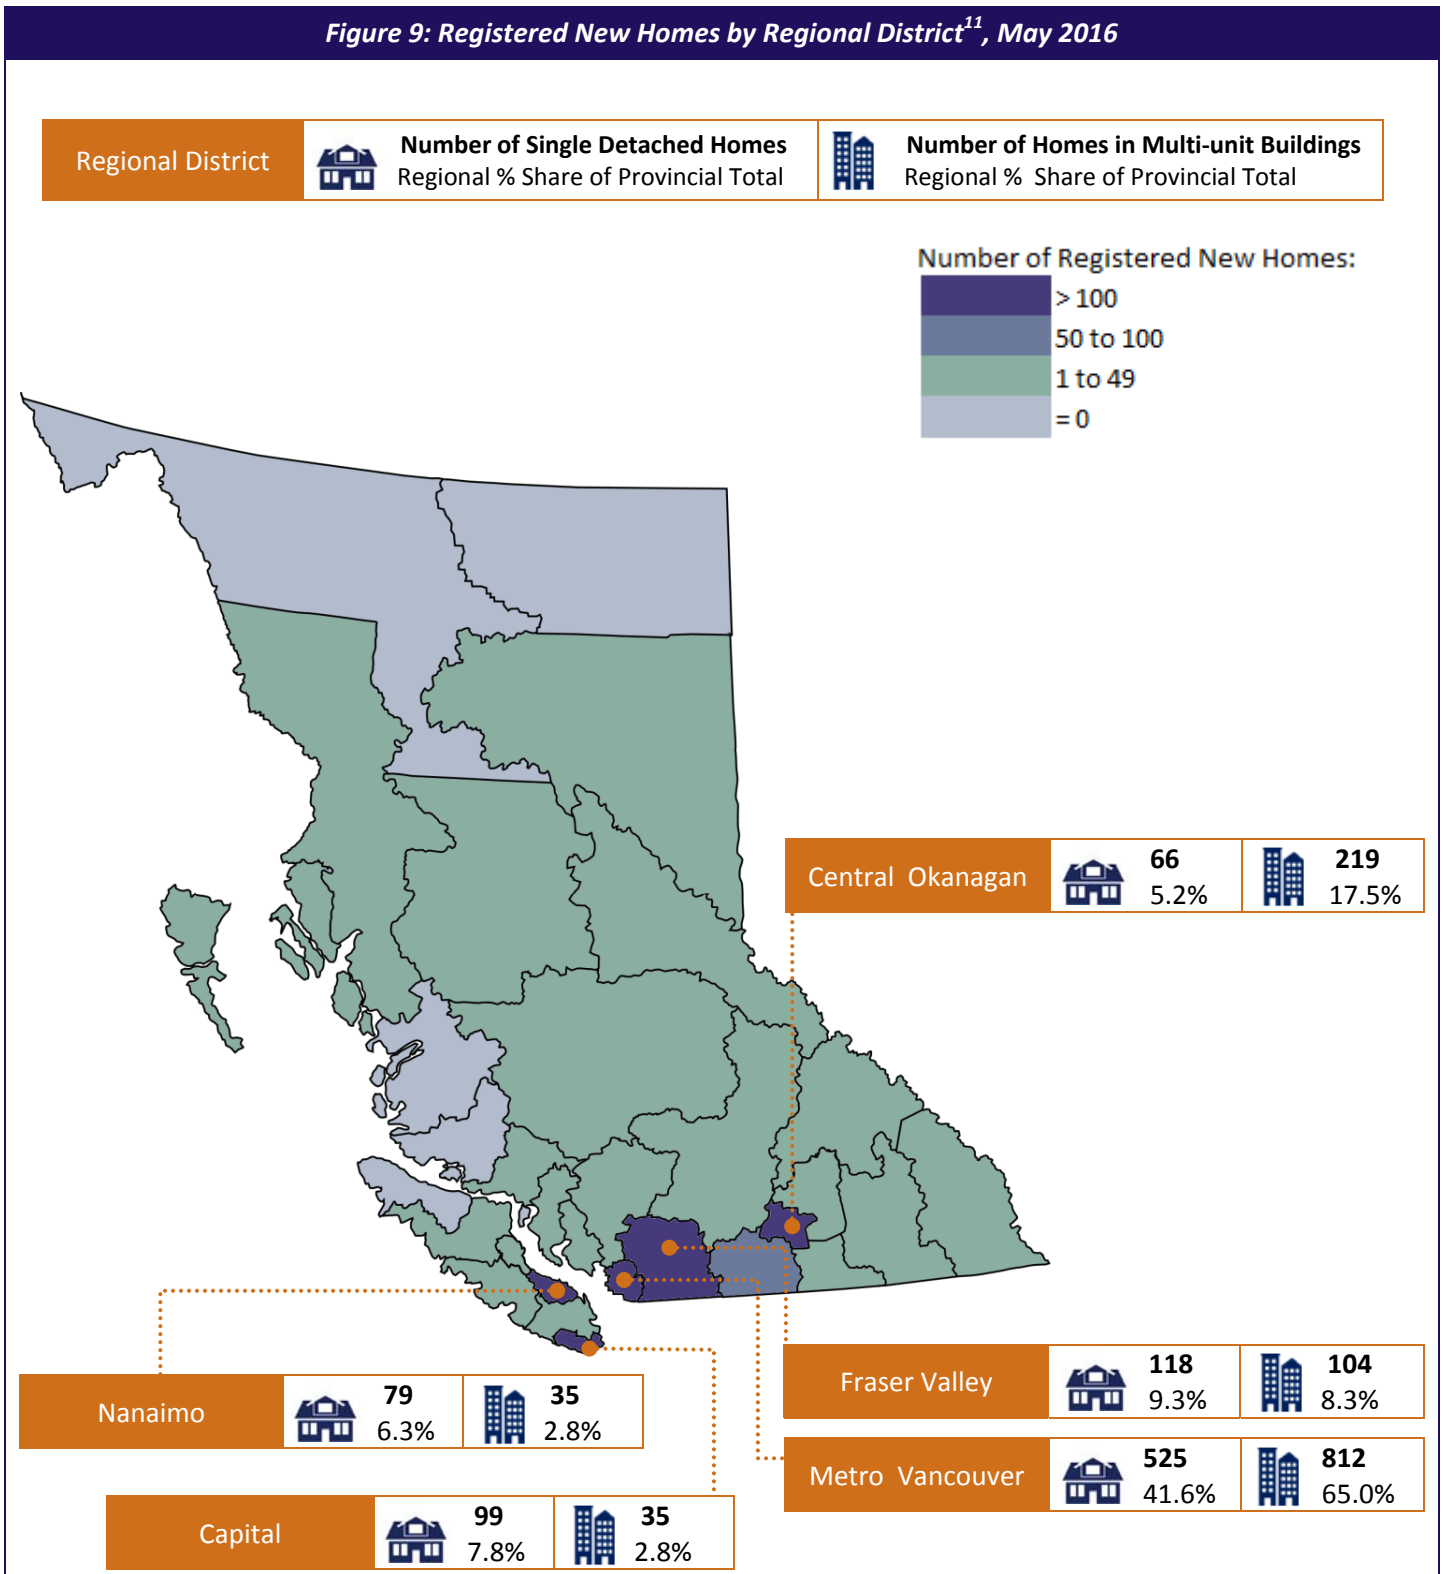 Figure 9: Registered New Homes by Regional District11, May 2016
Regional District
Number of Single Detached Homes
Regional % Share of Provincial Total
Number of Homes in Multi-unit Buildings
Regional % Share of Provincial Total
Number of Registered New Homes:
> 100
50 to 100
1 to 49
= 0
Central Okanagan
66
5.2%
219
17.5%
Fraser Valley
118
9.3%
104
8.3%
Nanaimo
79
6.3%
35
2.8%
Metro Vancouver
525
41.6%
812
65.0%
Capital
99
7.8%
35
2.8%